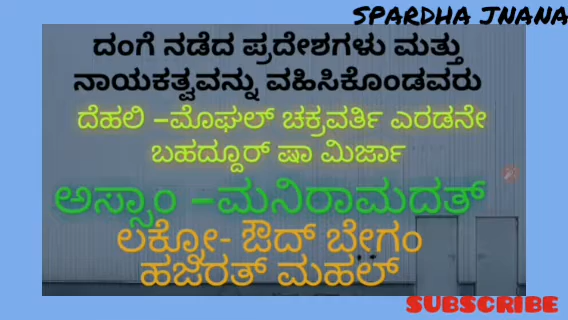 SPARDHA JNANA
ದಂಗೆ ನಡೆದ ಪ್ರದೇಶಗಳು ಮತ್ತು
ನಾಯಕತ್ವವನ್ನು ವಹಿಸಿಕೊಂಡವರು
ದೆಹಲಿ –ಮೊಘಲ್ ಚಕ್ರವರ್ತಿ ಎರಡನೇ
ಬಹದ್ದೂರ್ ಷಾ ಮಿರ್ಜಾ
ಅಸ್ಸಾಂ –ಮನಿರಾಮದತ್
ಲಕ್ನೋ- ಔದ್ ಬೇಗಂ
ಹಜರತ್ ಮಹಲ್
SUBSCRIBE